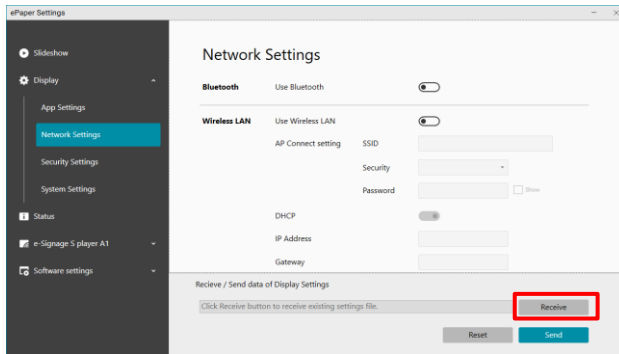 ePaper Settings
Slideshow
Display
App Settings
Network Settings
Security Settings
System Settings
Status
e-Signage S player A1
Software settings
Network Settings
Bluetooth Use Bluetooth
Wireless LAN Use Wireless LAN
AP Connect setting SSID
Security
Password Show
DHCP
IP Address
Gateway
Recieve / Send data of Display Settings
Click Receive button to receive existing settings file. Receive
Reset Send